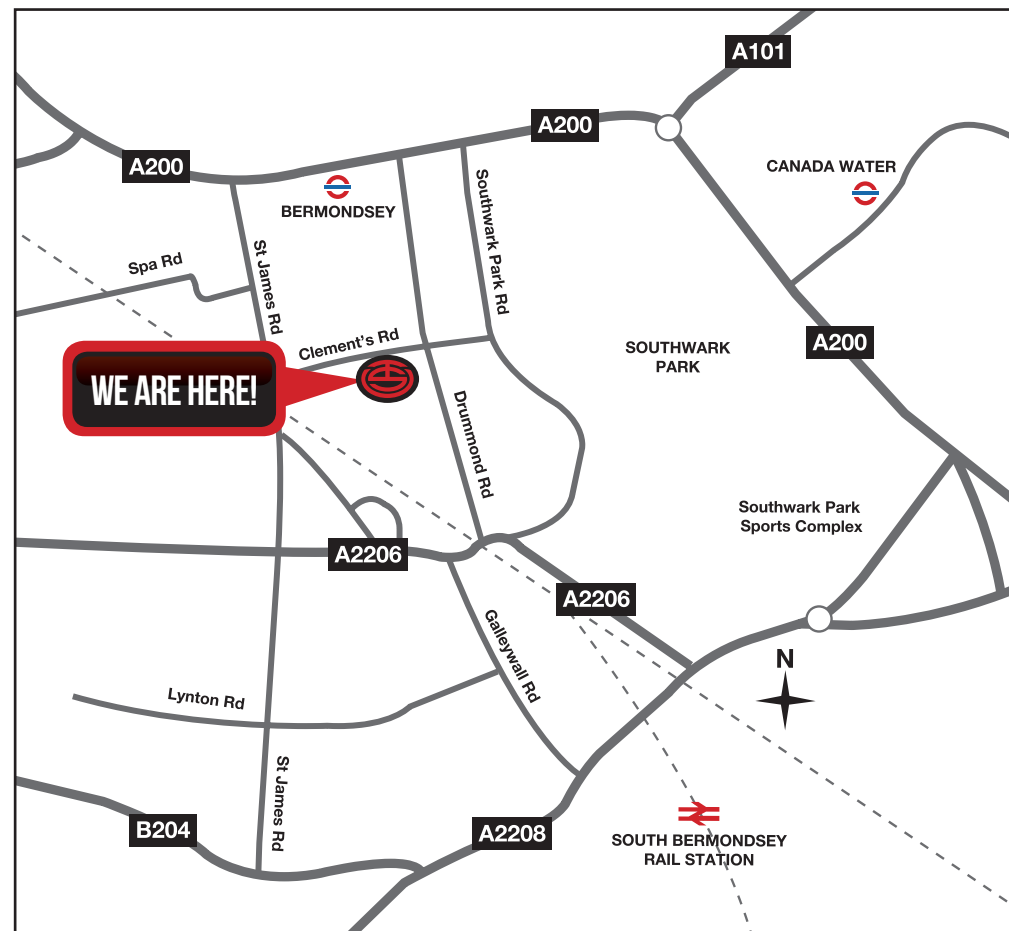 A101
A200
A200
CANADA WATER
BERMONDSEY
Southwark Park Rd
Spa Rd
St James Rd
Clement's Rd
A200
SOUTHWARK
PARK
WE ARE HERE!
Drummond Rd
Southwark Park
Sports Complex
A2206
A2206
Galleywall Rd
N
Lynton Rd
St James Rd
B204
A2208
SOUTH BERMONDSEY
RAIL STATION